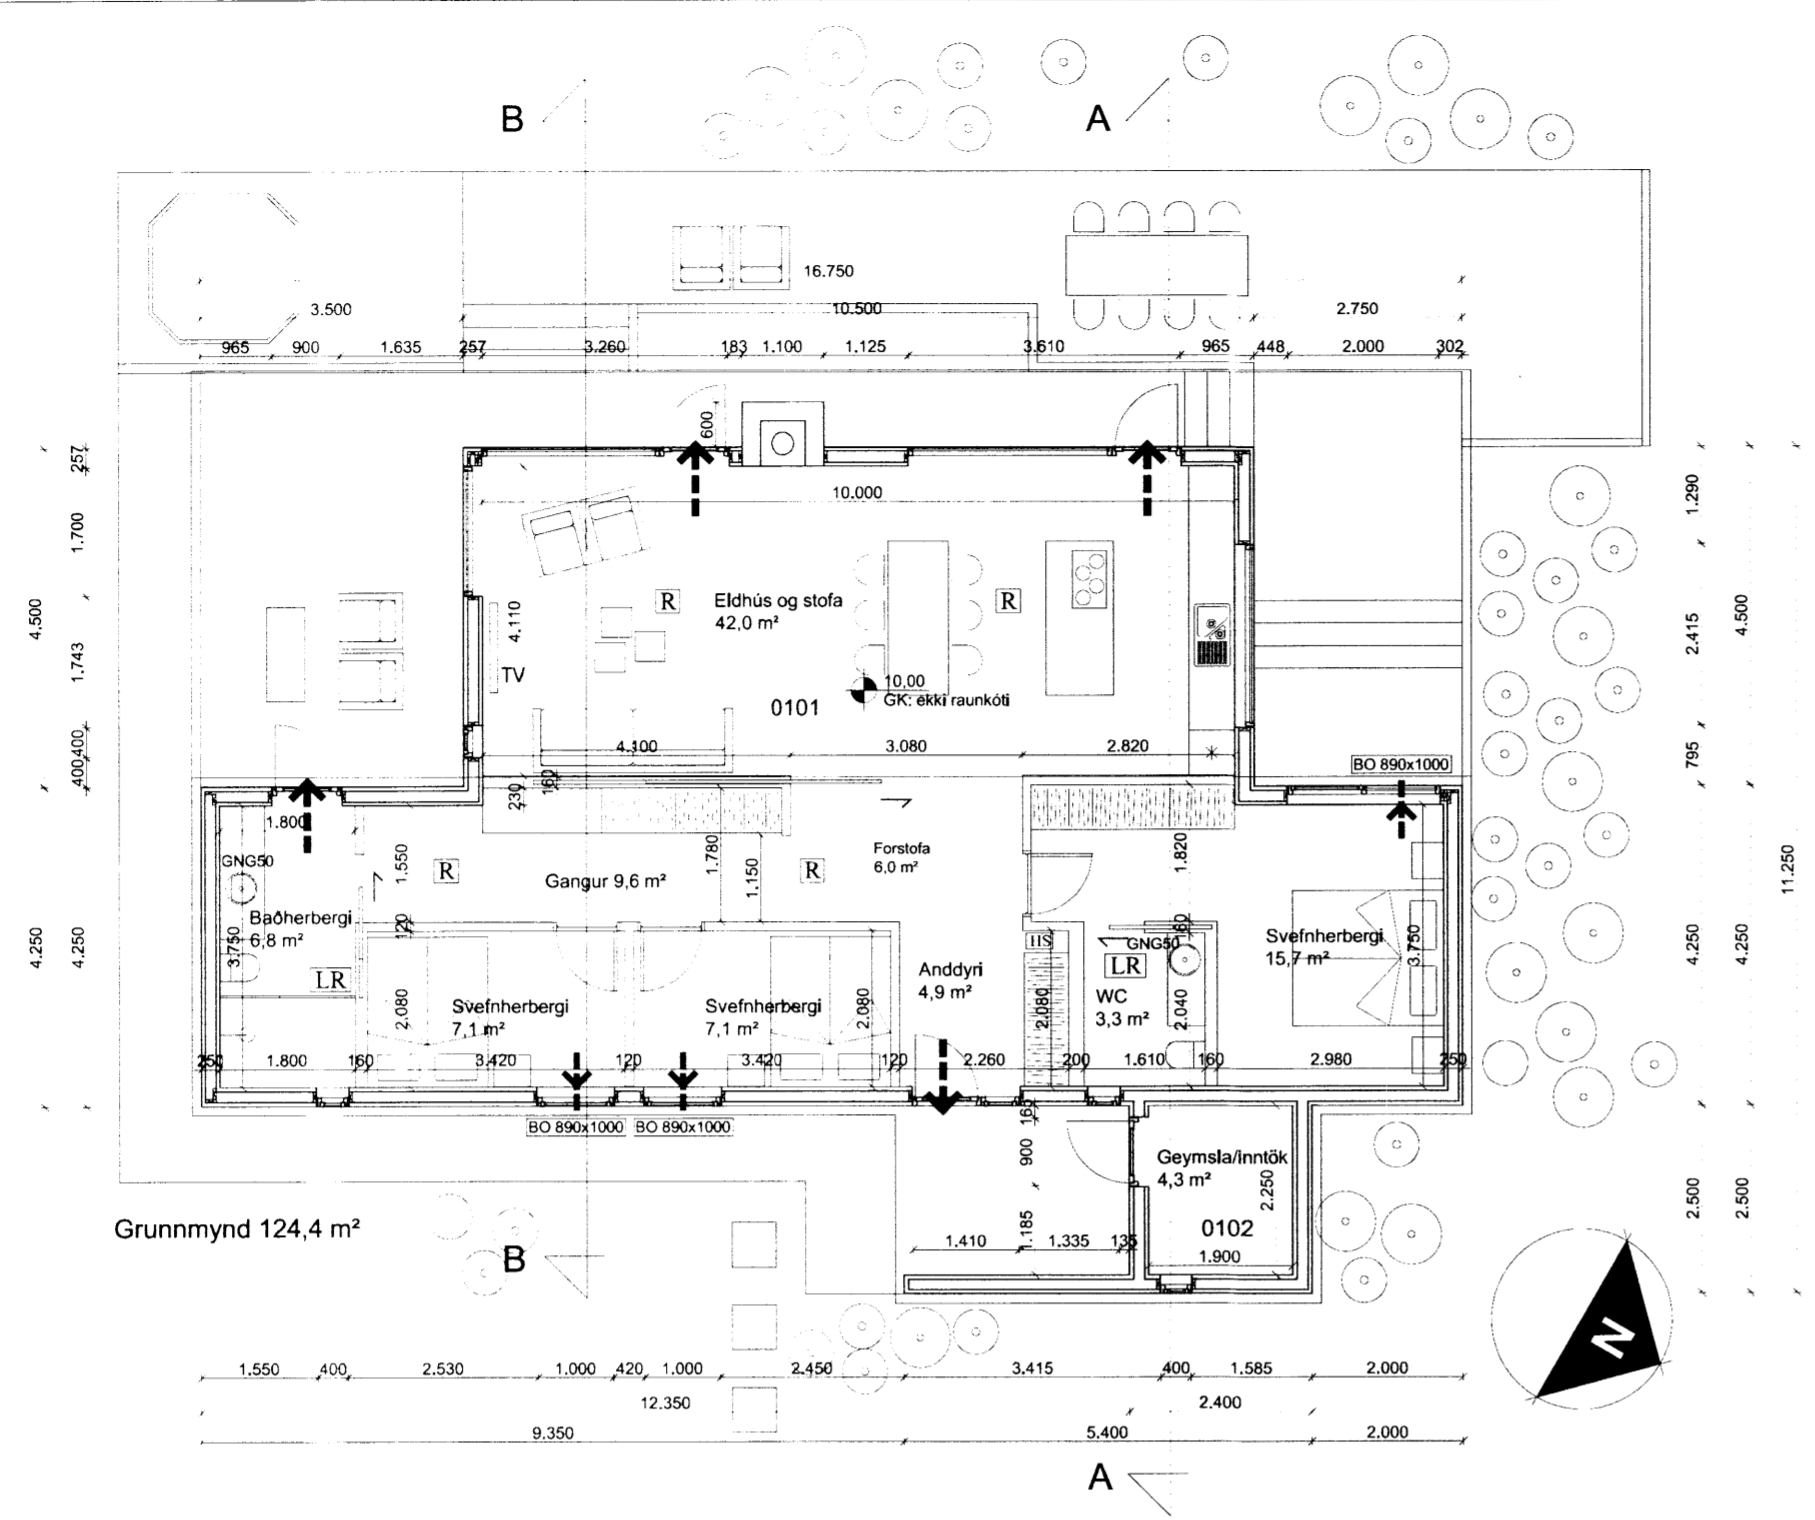 B
A
16.750
3.500
10.500
2.750
965
900
1.635
257
3.260
183
1.100
1.125
3.610
965
448
2.000
302
600
10.000
257
1.700
4.500
1.743
400
400
4.250
4.250
1.290
2.415
4.500
795
11.250
4.250
4.250
2.500
2.500
R
Eldhús og stofa
42,0 m²
R
4.110
TV
10,00
GK: ekki raunkóti
0101
4.100
3.080
2.820
BO 890x1000
230
160
1.800
GNG50
1.550
R
Gangur 9,6 m²
1.780
1.150
R
Forstofa
6,0 m²
1.820
Baðherbergi
6,8 m²
3.750
120
LR
HS
160
GNG50
LR
Svefnherbergi
15,7 m²
3.750
Svefnherbergi
7,1 m²
2.080
Svefnherbergi
7,1 m²
2.080
Anddyri
4,9 m²
2.080
WC
3,3 m²
2.040
250
1.800
160
3.420
120
3.420
120
2.260
200
1.610
160
2.980
250
BO 890x1000
BO 890x1000
165
900
1.185
Geymsla/inntök
4,3 m²
2.250
0102
1.410
1.335
135
1.900
Grunnmynd 124,4 m²
B
N
1.550
400
2.530
1.000
420
1.000
2.450
3.415
400
1.585
2.000
12.350
2.400
9.350
5.400
2.000
A